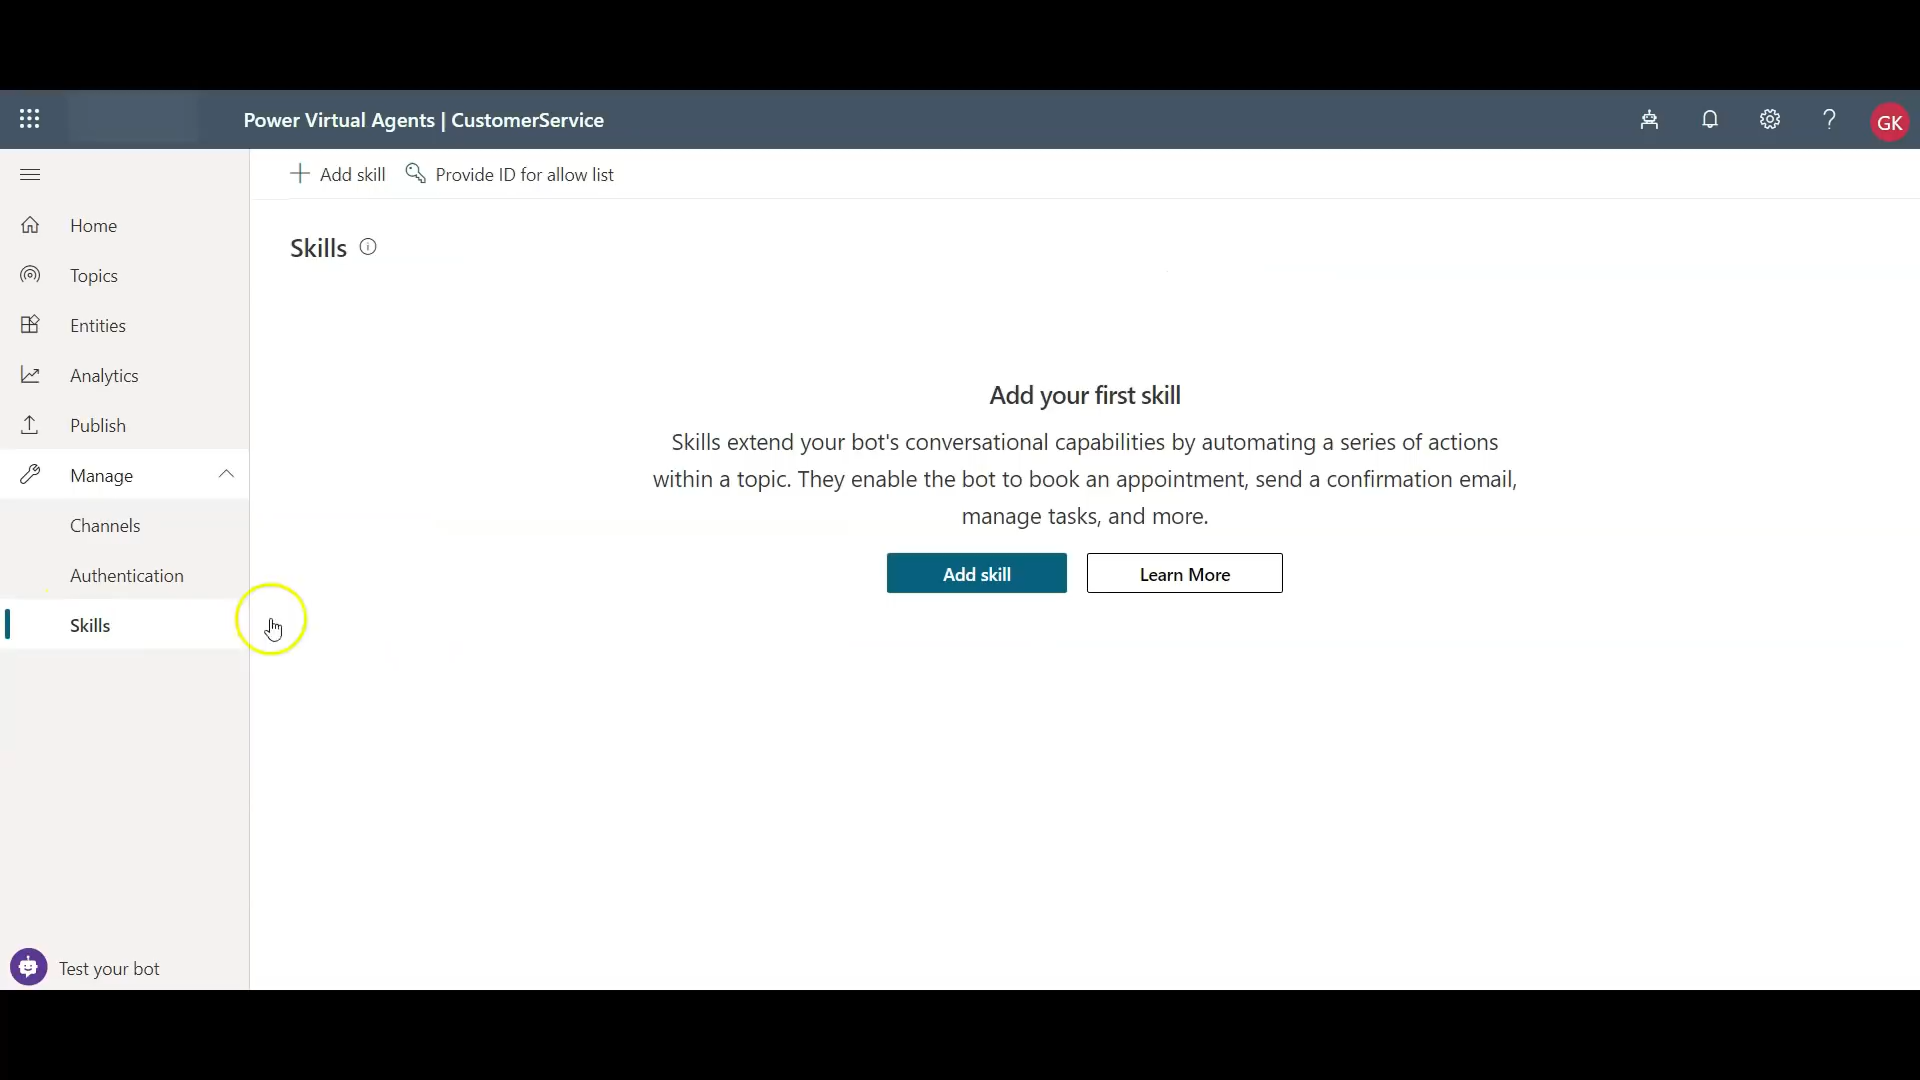 Power Virtual Agents | CustomerService
GK
Add skill
Provide ID for allow list
Home
Topics
Entities
Analytics
Publish
Manage
Channels
Authentication
Skills
Test your bot
Skills
Add your first skill
Skills extend your bot's conversational capabilities by automating a series of actions
within a topic. They enable the bot to book an appointment, send a confirmation email,
manage tasks, and more.
Add skill
Learn More